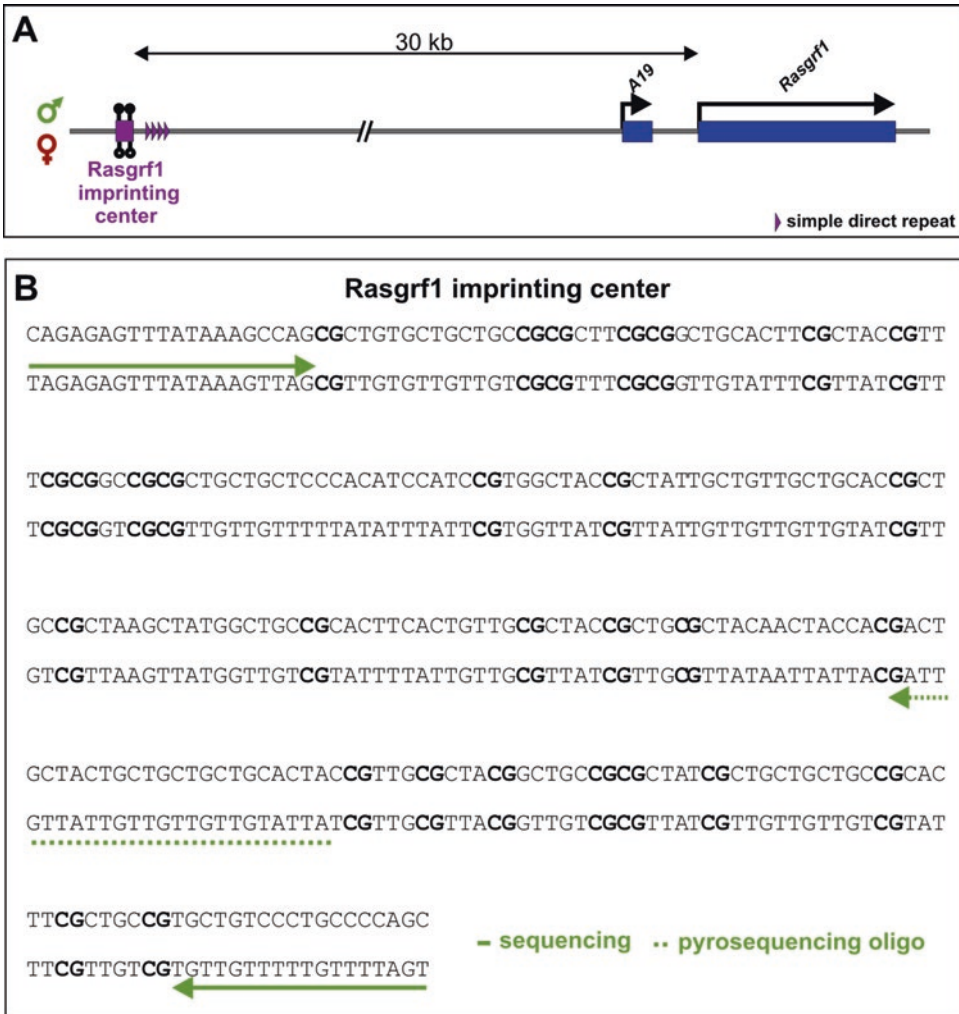 A
30 kb
A19
Rasgrf1
♂
♀
Rasgrf1
imprinting
center
simple direct repeat
B
Rasgrf1 imprinting center
CAGAGAGTTTATAAAGCCAGCGCTGTGCTGCTGCCGCGCTTCGCGGCTGCACTTCGCTACCGTT
TAGAGAGTTTATAAAGTTAGCGTTGTGTTGTTGTCGCGTTTCGCGGTTGTATTTCGTTATCGTT
TCGCGGCCGCGCTGCTGCTCCCACATCCATCCGTGGCTACCGCTATTGCTGTTGCTGCACCGCT
TCGCGGTCGCGTTGTTGTTTTTATATTTATTCGTGGTTATCGTTATTGTTGTTGTTGTATCGTT
GCCGCTAAGCTATGGCTGCCGCACTTCACTGTTGCGCTACCGCTGCGCTACAACTACCACGACT
GTCGTTAAGTTATGGTTGTCGTATTTTATTGTTGCGTTATCGTTGCGTTATAATTATTACGATT
GCTACTGCTGCTGCTGCACTACCGTTGCGCTACGGCTGCCGCGCTATCGCTGCTGCTGCCGCAC
GTTATTGTTGTTGTTGTATTATCGTTGCGTTACGGTTGTCGCGTTATCGTTGTTGTTGTCGTAT
TTCGCTGCCGTGCTGTCCCTGCCCCAGC
TTCGTTGTCGTGTTGTTTTTGTTTTAGT
sequencing
pyrosequencing oligo